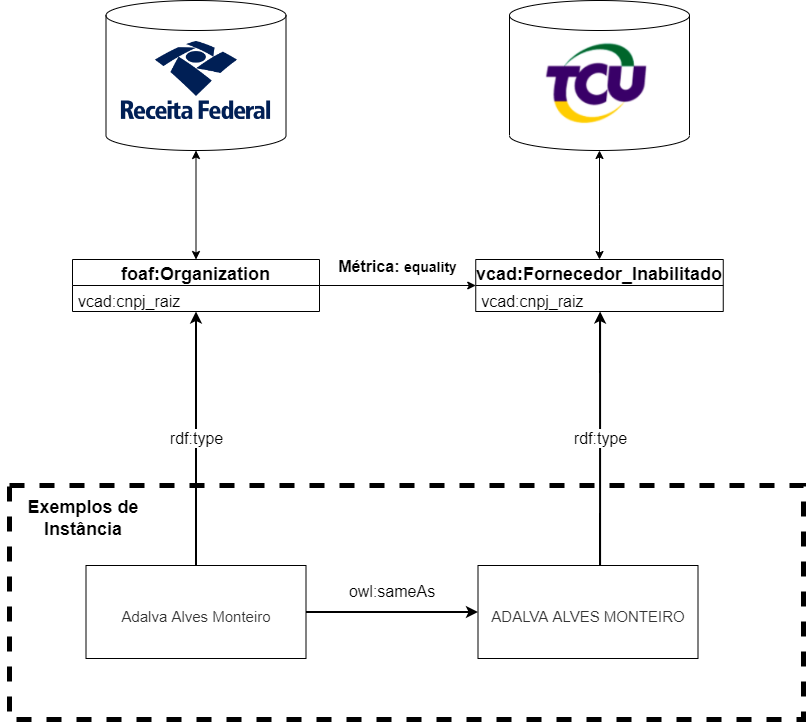 Receita Federal
TCU
foaf:Organization
Métrica: equality
vcad:Fornecedor_Inabilitado
vcad:cnpj_raiz
vcad:cnpj_raiz
rdf:type
rdf:type
Exemplos de
Instância
owl:sameAs
Adalva Alves Monteiro
ADALVA ALVES MONTEIRO